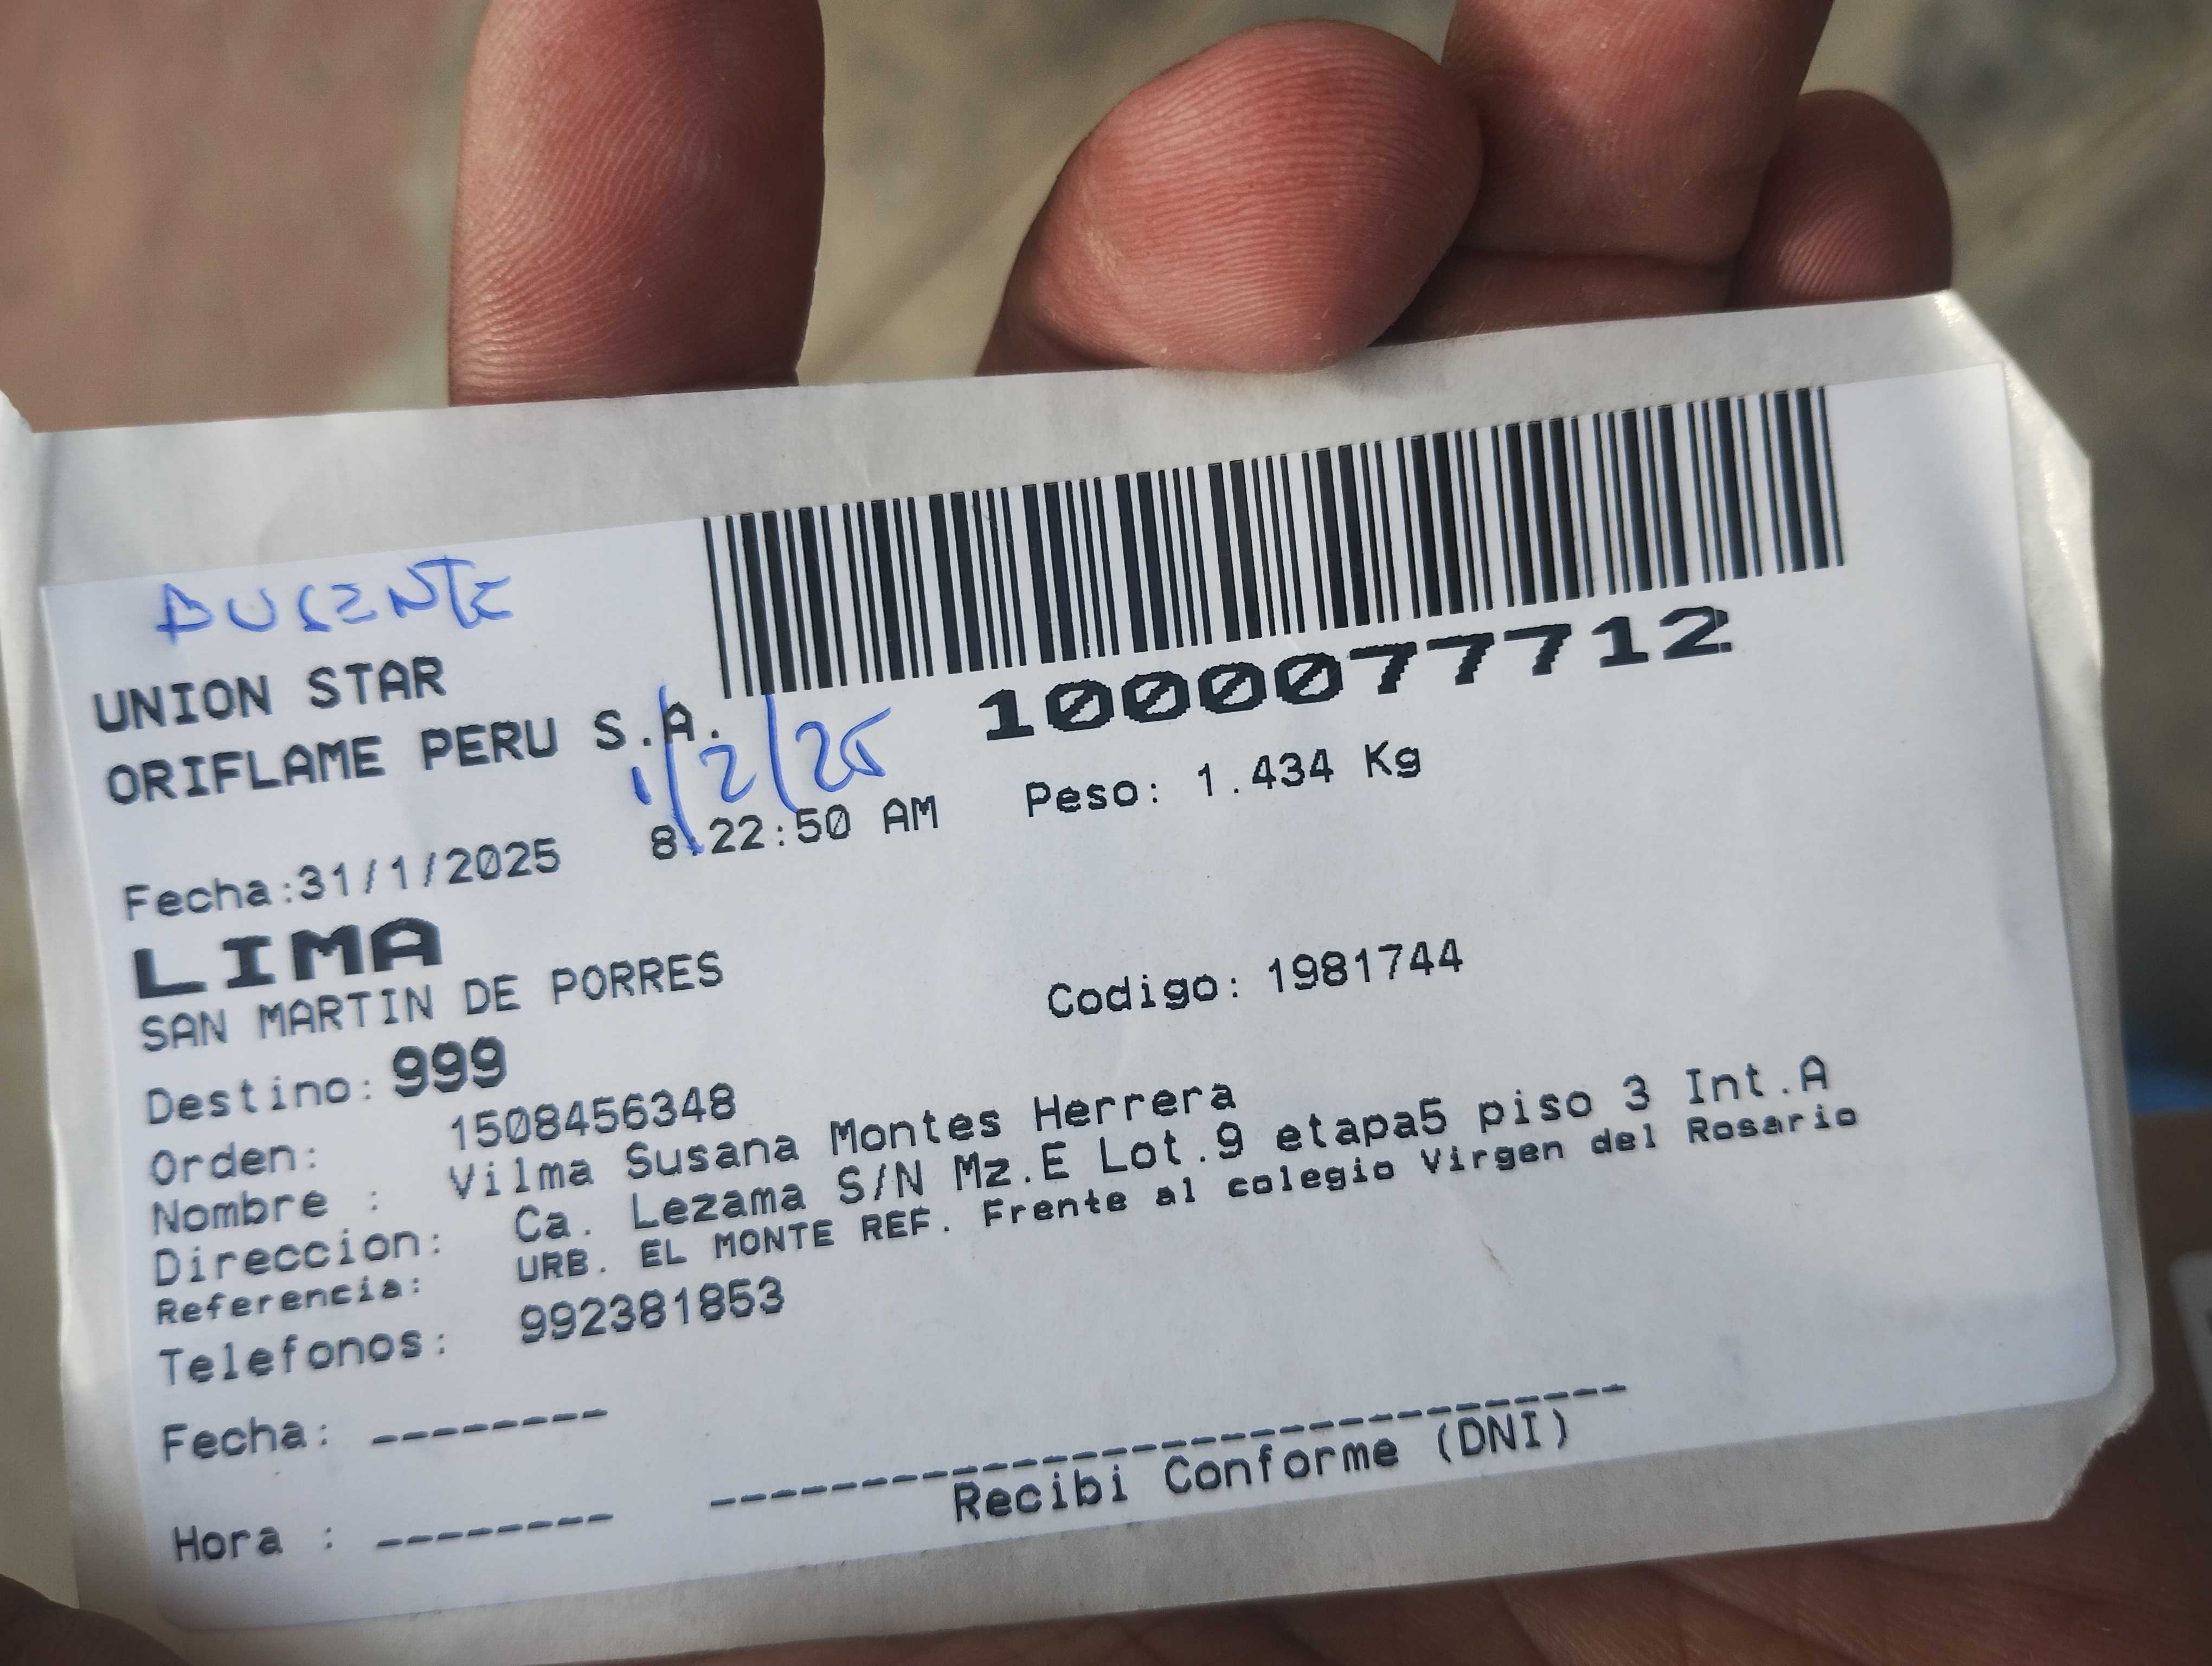 AUSENTE
UNION STAR
ORIFLAME PERU S.A.
1/2/25
1000077712
Fecha:31/1/2025 8:22:50 AM Peso: 1.434 Kg
LIMA
SAN MARTIN DE PORRES
Codigo: 1981744
Destino: 999
Orden: 1508456348
Nombre : Vilma Susana Montes Herrera
Direccion: Ca. Lezama S/N Mz.E Lot.9 etapa5 piso 3 Int.A
Referencia: URB. EL MONTE REF. Frente al colegio Virgen del Rosario
Telefonos: 992381853
Fecha: --------
Hora : --------
Recibi Conforme (DNI)